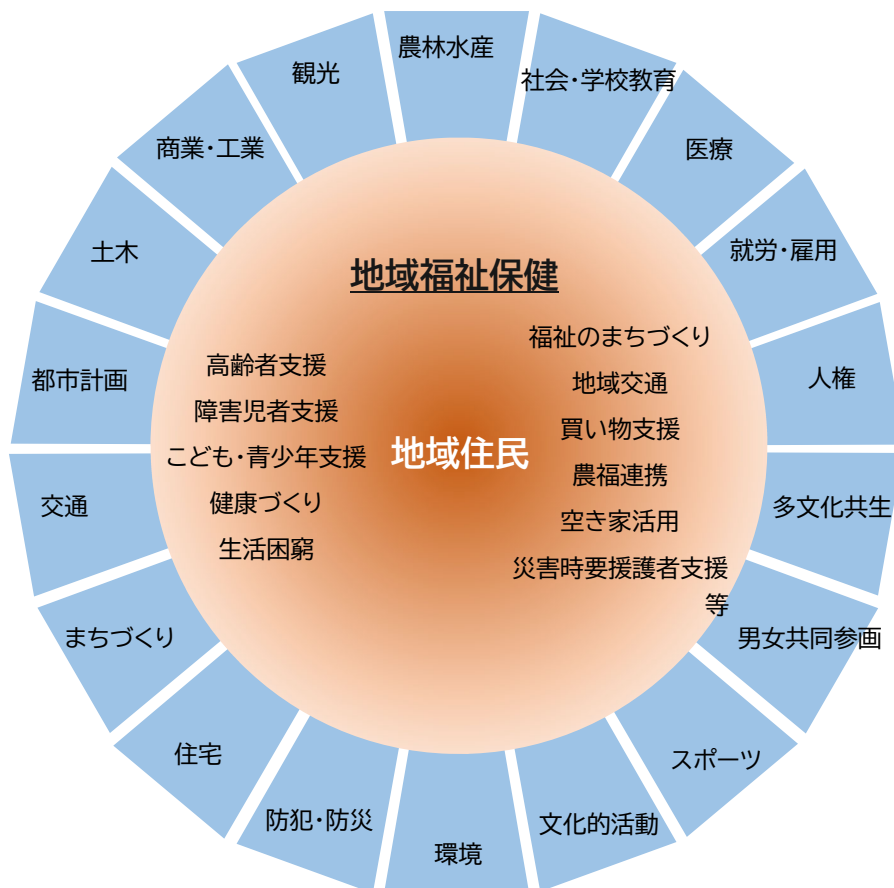 農林水産
社会・学校教育
医療
就労・雇用
人権
多文化共生
男女共同参画
スポーツ
文化的活動
環境
防犯・防災
住宅
まちづくり
交通
都市計画
土木
商業・工業
観光
地域福祉保健
地域住民
高齢者支援
障害児者支援
こども・青少年支援
健康づくり
生活困窮
福祉のまちづくり
地域交通
買い物支援
農福連携
空き家活用
災害時要援護者支援
等